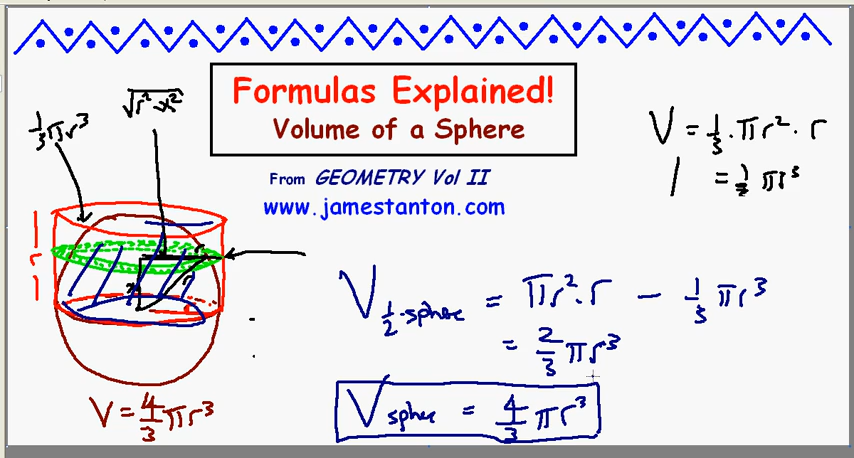 Formulas Explained!
Volume of a Sphere
From GEOMETRY Vol II
www.jamestanton.com
√r²-x²
1/3πr³
V = 1/3 · πr² · r
= 1/3 πr³
r
r
x
r
V 1/2·sphere = πr²·r − 1/3 πr³
= 2/3 πr³
V sphere = 4/3 πr³
V = 4/3 πr³